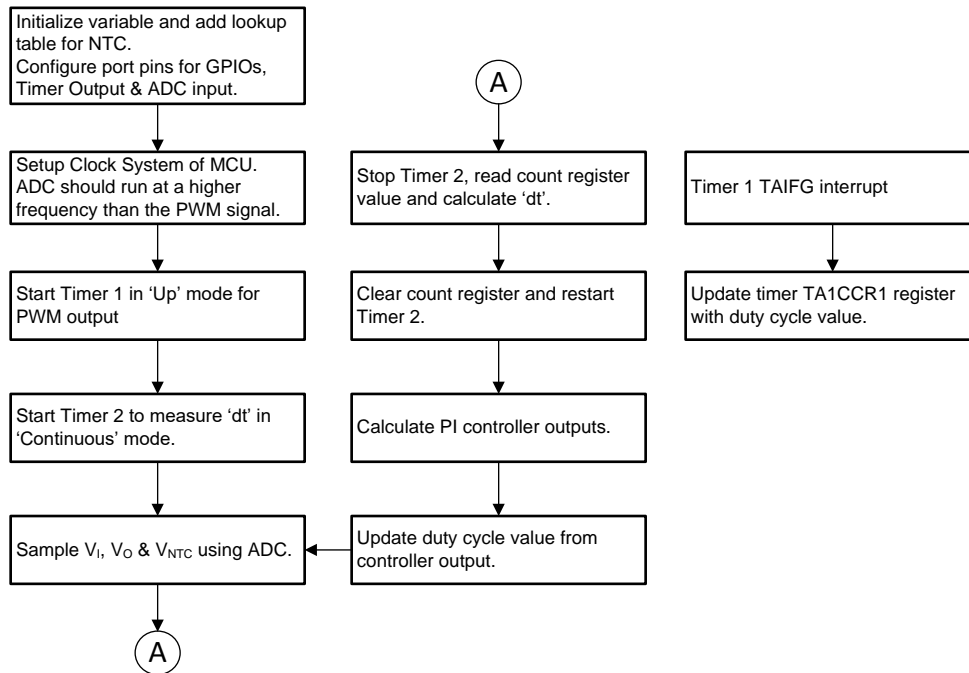 Initialize variable and add lookup
table for NTC.
Configure port pins for GPIOs,
Timer Output & ADC input.
Setup Clock System of MCU.
ADC should run at a higher
frequency than the PWM signal.
Start Timer 1 in ‘Up’ mode for
PWM output
Start Timer 2 to measure ‘dt’ in
‘Continuous’ mode.
Sample VI, VO & VNTC using ADC.
A
A
Stop Timer 2, read count register
value and calculate ‘dt’.
Clear count register and restart
Timer 2.
Calculate PI controller outputs.
Update duty cycle value from
controller output.
Timer 1 TAIFG interrupt
Update timer TA1CCR1 register
with duty cycle value.